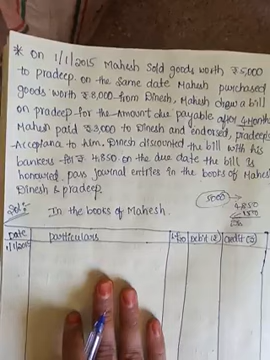 * On 1/1/2015 Mahesh Sold goods worth ₹5,000
to pradeep. on the Same date Mahesh purchased
goods worth ₹8,000 from Dinesh, Mahesh drew a bill
on pradeep for the amount due payable after 4 Months
Mahesh paid ₹3,000 to Dinesh and endorsed, pradeep's
Acceptana to him. Dinesh discounted the bill with his
bankers for ₹4,850 on the due date the bill is
honoured. pass journal entries in the books of Mahesh
Dinesh & pradeep.
5000
4,850
150
Sol:-
In the books of Mahesh.
Date particulars L/Fo Debit (₹) credit (₹)
1/1/2015